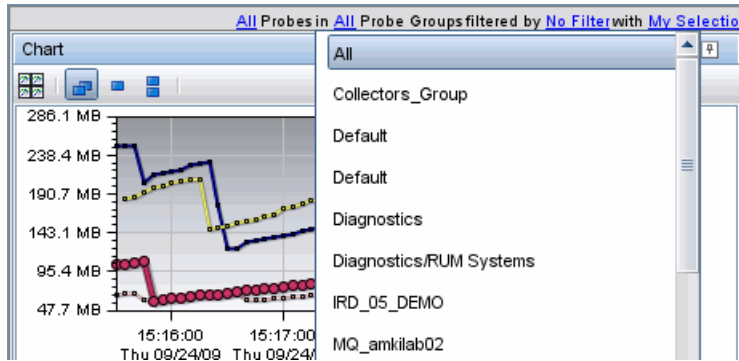 All Probes in All Probe Groups filtered by No Filter with My Selectio
Chart
All
Collectors_Group
Default
Default
Diagnostics
Diagnostics/RUM Systems
IRD_05_DEMO
MQ_amkilab02
286.1 MB
238.4 MB
190.7 MB
143.1 MB
95.4 MB
47.7 MB
15:16:00 15:17:00
Thu 09/24/09 Thu 09/24/